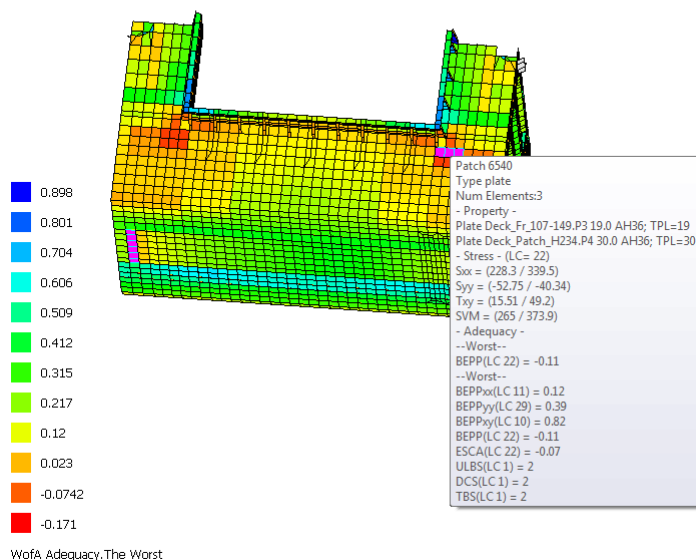 Patch 6540
Type plate
Num Elements:3
- Property -
Plate Deck_Fr_107-149.P3 19.0 AH36; TPL=19
Plate Deck_Patch_H234.P4 30.0 AH36; TPL=30
- Stress - (LC= 22)
Sxx = (228.3 / 339.5)
Syy = (-52.75 / -40.34)
Txy = (15.51 / 49.2)
SVM = (265 / 373.9)
- Adequacy -
--Worst--
BEPP(LC 22) = -0.11
--Worst--
BEPPxx(LC 11) = 0.12
BEPPyy(LC 29) = 0.39
BEPPxy(LC 10) = 0.82
BEPP(LC 22) = -0.11
ESCA(LC 22) = -0.07
ULBS(LC 1) = 2
DCS(LC 1) = 2
TBS(LC 1) = 2
0.898
0.801
0.704
0.606
0.509
0.412
0.315
0.217
0.12
0.023
-0.0742
-0.171
WofA Adequacy.The Worst